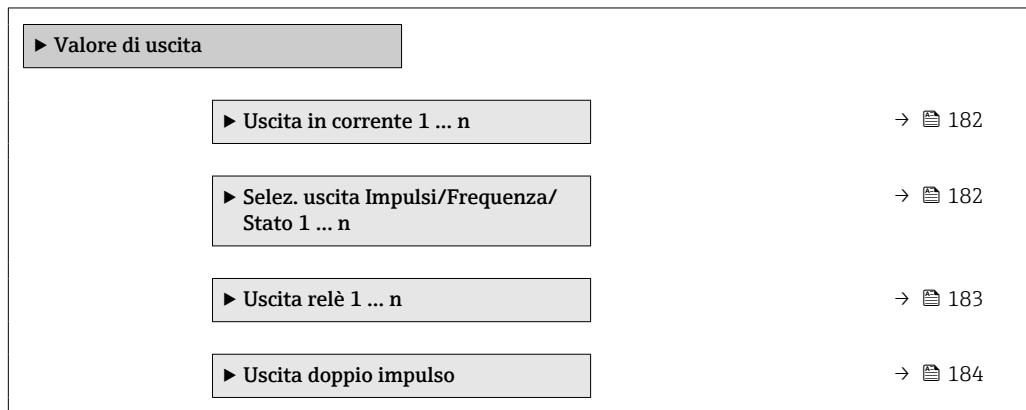 ▶ Valore di uscita
▶ Uscita in corrente 1 … n → 182
▶ Selez. uscita Impulsi/Frequenza/ → 182
Stato 1 … n
▶ Uscita relè 1 … n → 183
▶ Uscita doppio impulso → 184